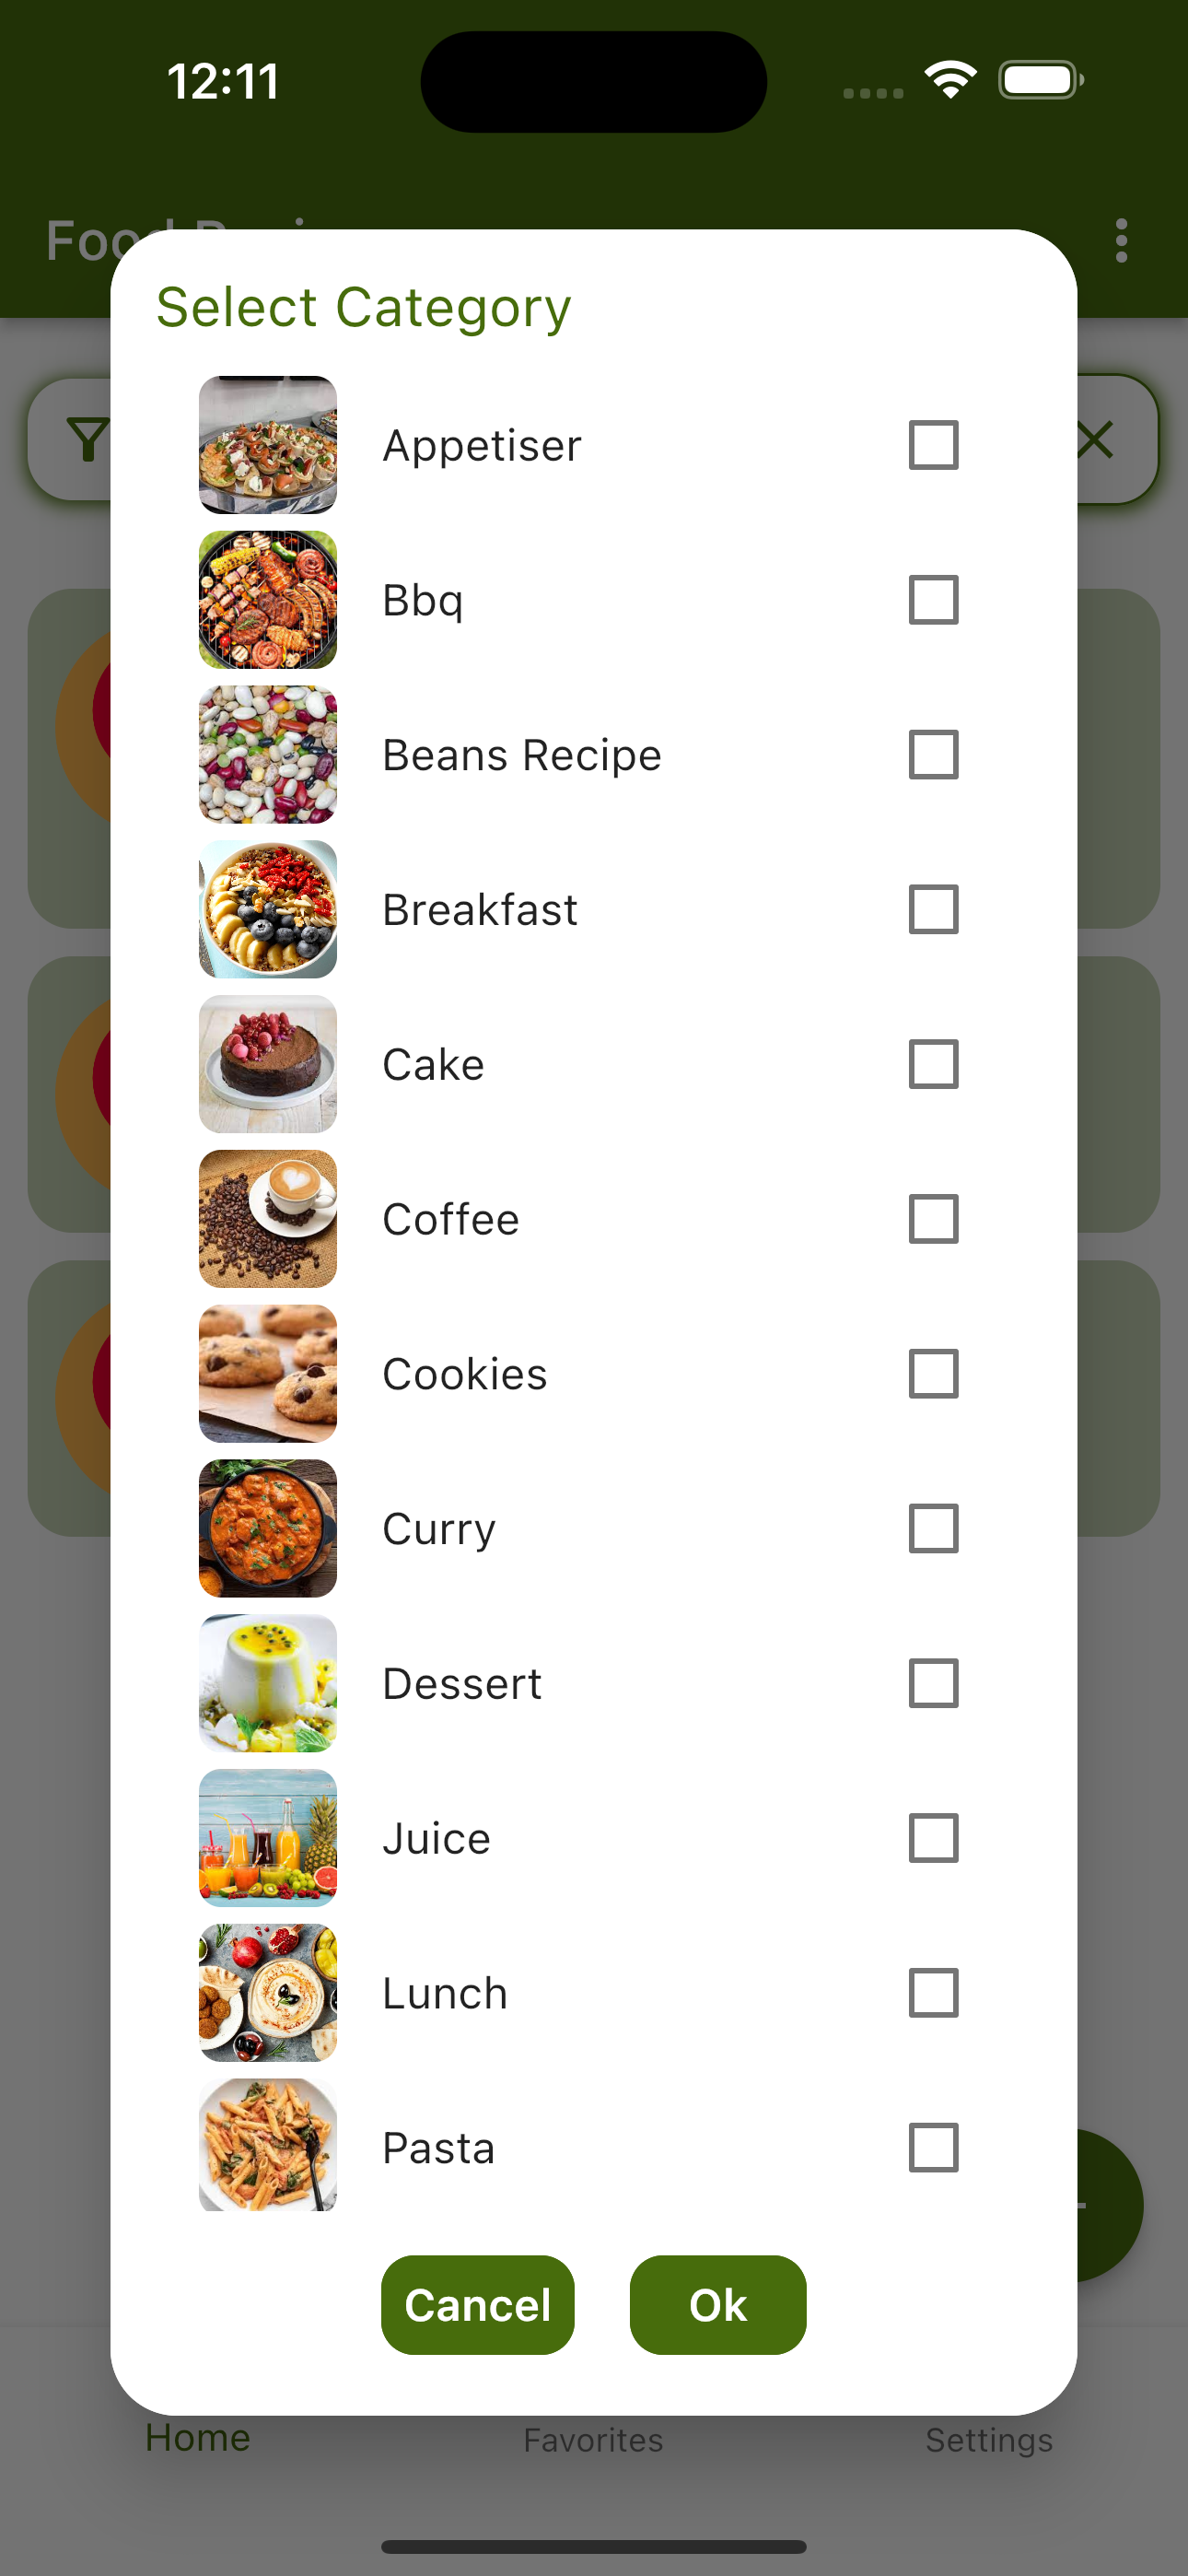 12:11
Food
Select Category
Appetiser
Bbq
Beans Recipe
Breakfast
Cake
Coffee
Cookies
Curry
Dessert
Juice
Lunch
Pasta
Cancel Ok
Home Favorites Settings